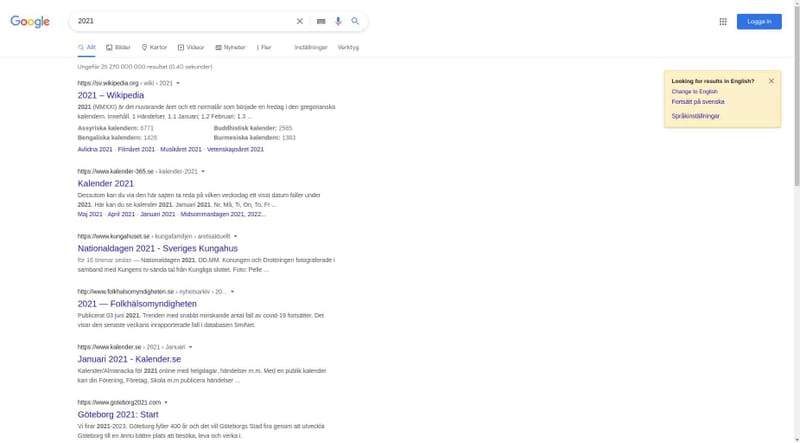 Google
2021
Logga in
Allt Bilder Kartor Videor Nyheter Fler Inställningar Verktyg
Ungefär 25 270 000 000 resultat (0,40 sekunder)
Looking for results in English?
Change to English
Fortsätt på svenska
Språkinställningar
https://sv.wikipedia.org › wiki › 2021
2021 – Wikipedia
2021 (MMXXI) är det nuvarande året och ett normalår som började en fredag i den gregorianska
kalendern. Innehåll. 1 Händelser. 1.1 Januari; 1.2 Februari; 1.3 ...
Assyriska kalendern: 6771 Buddhistisk kalender: 2565
Bengaliska kalendern: 1428 Burmesiska kalendern: 1383
Avlidna 2021 · Filmåret 2021 · Musikåret 2021 · Vetenskapsåret 2021
https://www.kalender-365.se › kalender-2021
Kalender 2021
Dessutom kan du via den här sajten ta reda på vilken veckodag ett visst datum faller under
2021. Här kan du se kalender 2021. Januari 2021. Nr, Må, Ti, On, To, Fr ...
Maj 2021 · April 2021 · Januari 2021 · Midsommardagen 2021, 2022...
https://www.kungahuset.se › kungafamiljen › arretsaktuellt
Nationaldagen 2021 - Sveriges Kungahus
för 16 timmar sedan — Nationaldagen 2021. DD.MM. Konungen och Drottningen fotograferade i
samband med Kungens tv-sända tal från Kungliga slottet. Foto: Pelle ...
http://www.folkhalsomyndigheten.se › nyhetsarkiv › 20...
2021 — Folkhälsomyndigheten
Publicerat 03 juni 2021. Trenden med snabbt minskande antal fall av covid-19 fortsätter. Det
visar den senaste veckans inrapporterade fall i databasen SmiNet.
https://www.kalender.se › 2021 › Januari
Januari 2021 - Kalender.se
Kalender/Almanacka för 2021 online med helgdagar, händelser m.m. Med en publik kalender
kan din Förening, Företag, Skola m.m publicera händelser ...
https://www.goteborg2021.com
Göteborg 2021: Start
Vi firar 2021-2023. Göteborg fyller 400 år och det vill Göteborgs Stad fira genom att utveckla
Göteborg till en ännu bättre plats att besöka, leva och verka i.